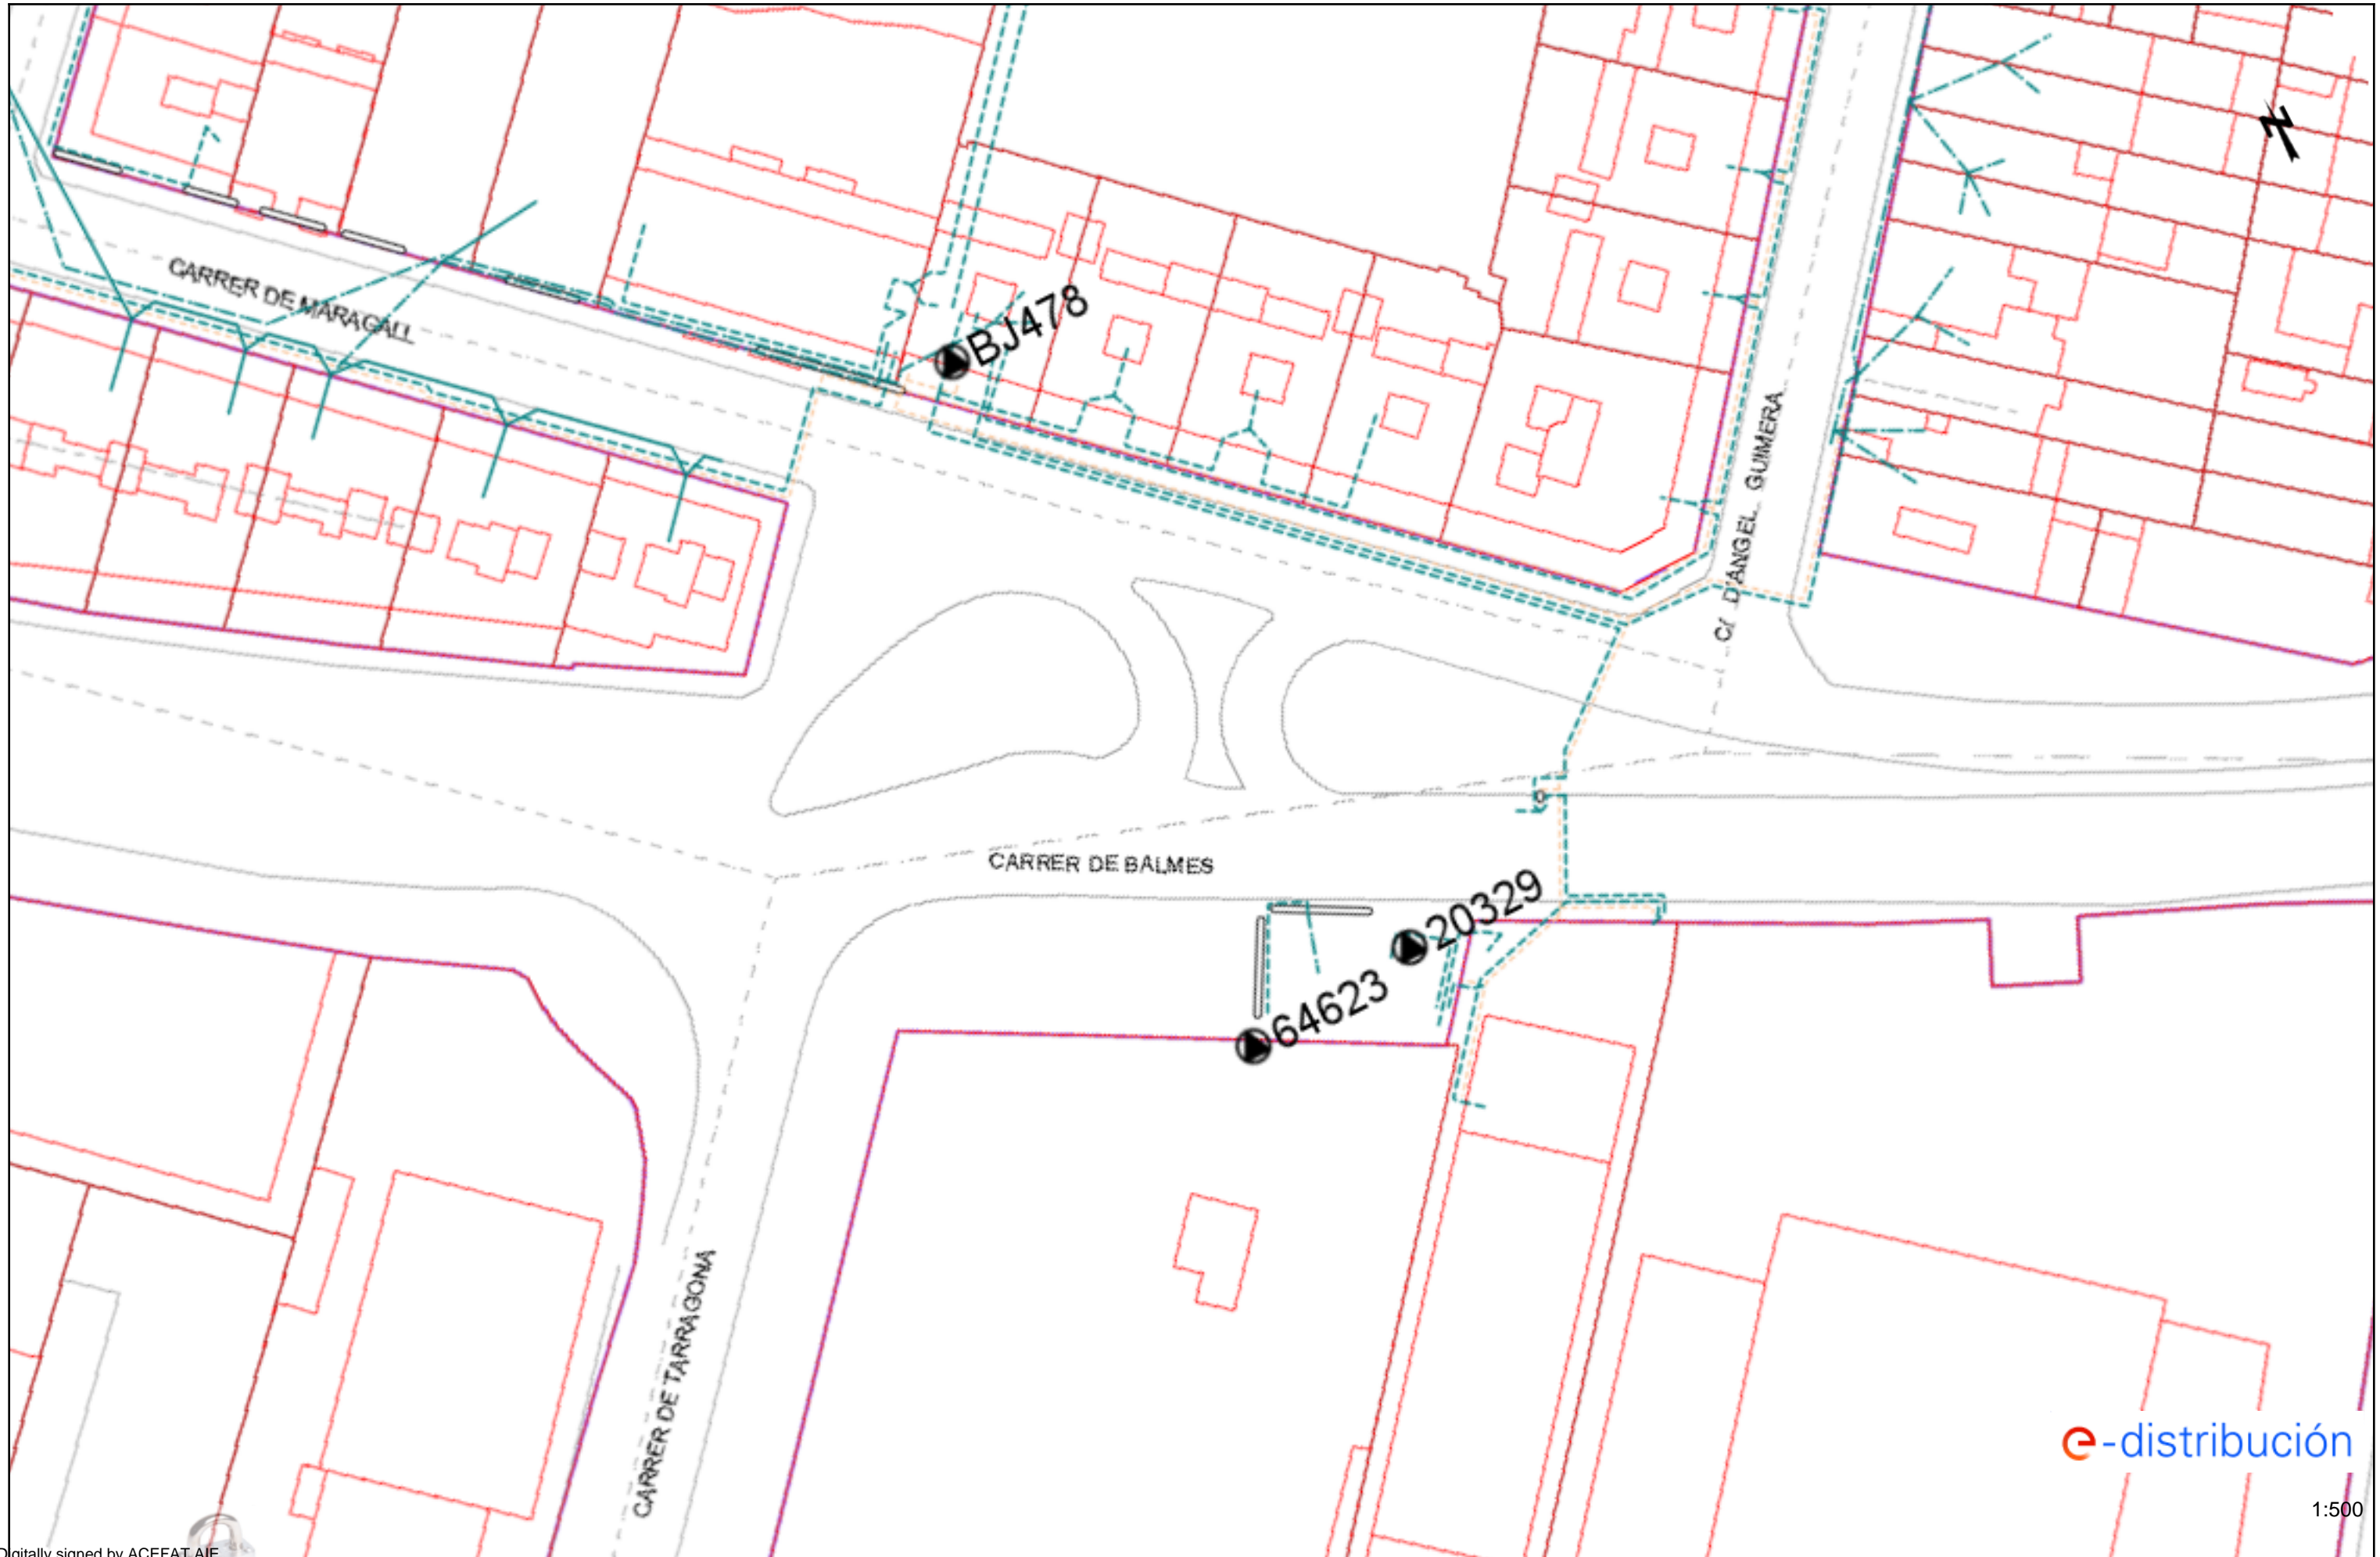 CARRER DE MARAGALL
BJ478
C/ D'ANGEL GUIMERA
CARRER DE BALMES
20329
64623
CARRER DE TARRAGONA
e-distribución
1:500
Digitally signed by ACEFAT AIE